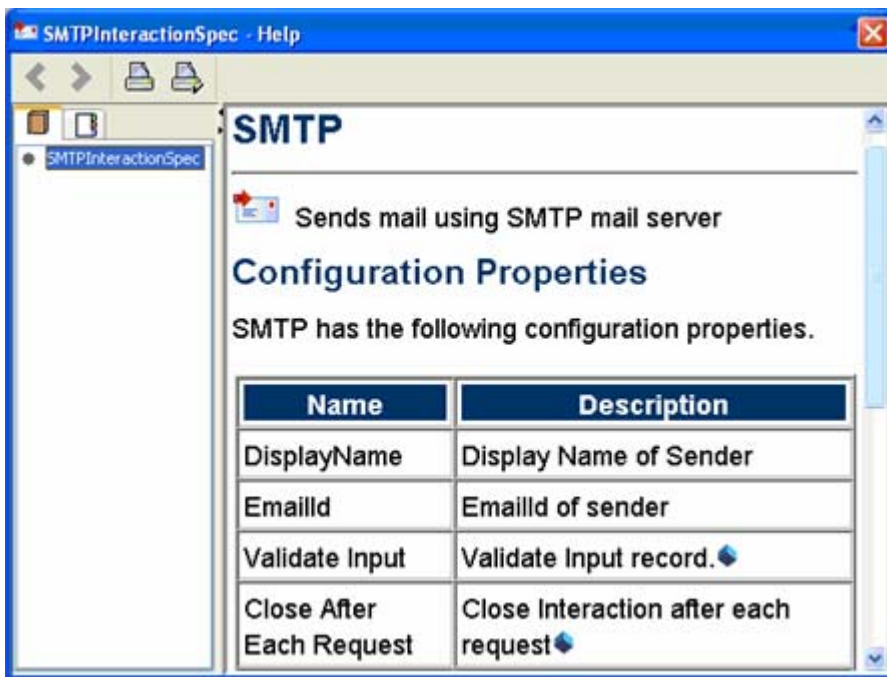 SMTPInteractionSpec - Help
SMTPInteractionSpec
SMTP
Sends mail using SMTP mail server
Configuration Properties
SMTP has the following configuration properties.
Name Description
DisplayName Display Name of Sender
EmailId EmailId of sender
Validate Input Validate Input record.
Close After Each Request Close Interaction after each request